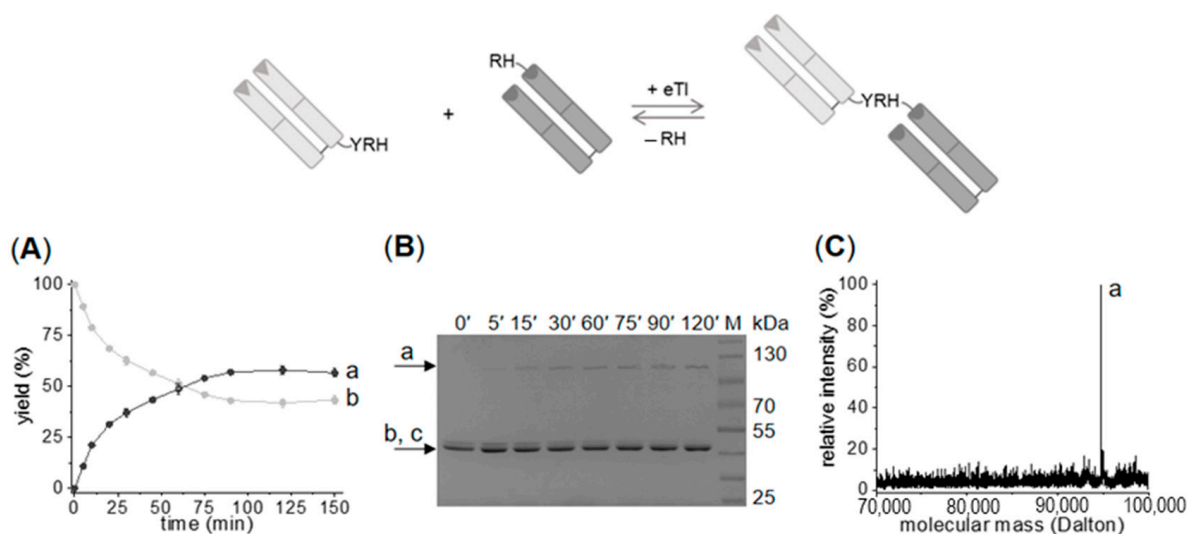 RH
+
+ eTl
– RH
YRH
YRH
(A)
100
75
50
25
0
yield (%)
0 25 50 75 100 125 150
time (min)
a
b
(B)
0′ 5′ 15′ 30′ 60′ 75′ 90′ 120′ M kDa
a
130
70
55
b, c
25
(C)
100
80
60
40
20
0
relative intensity (%)
a
70,000 80,000 90,000 100,000
molecular mass (Dalton)